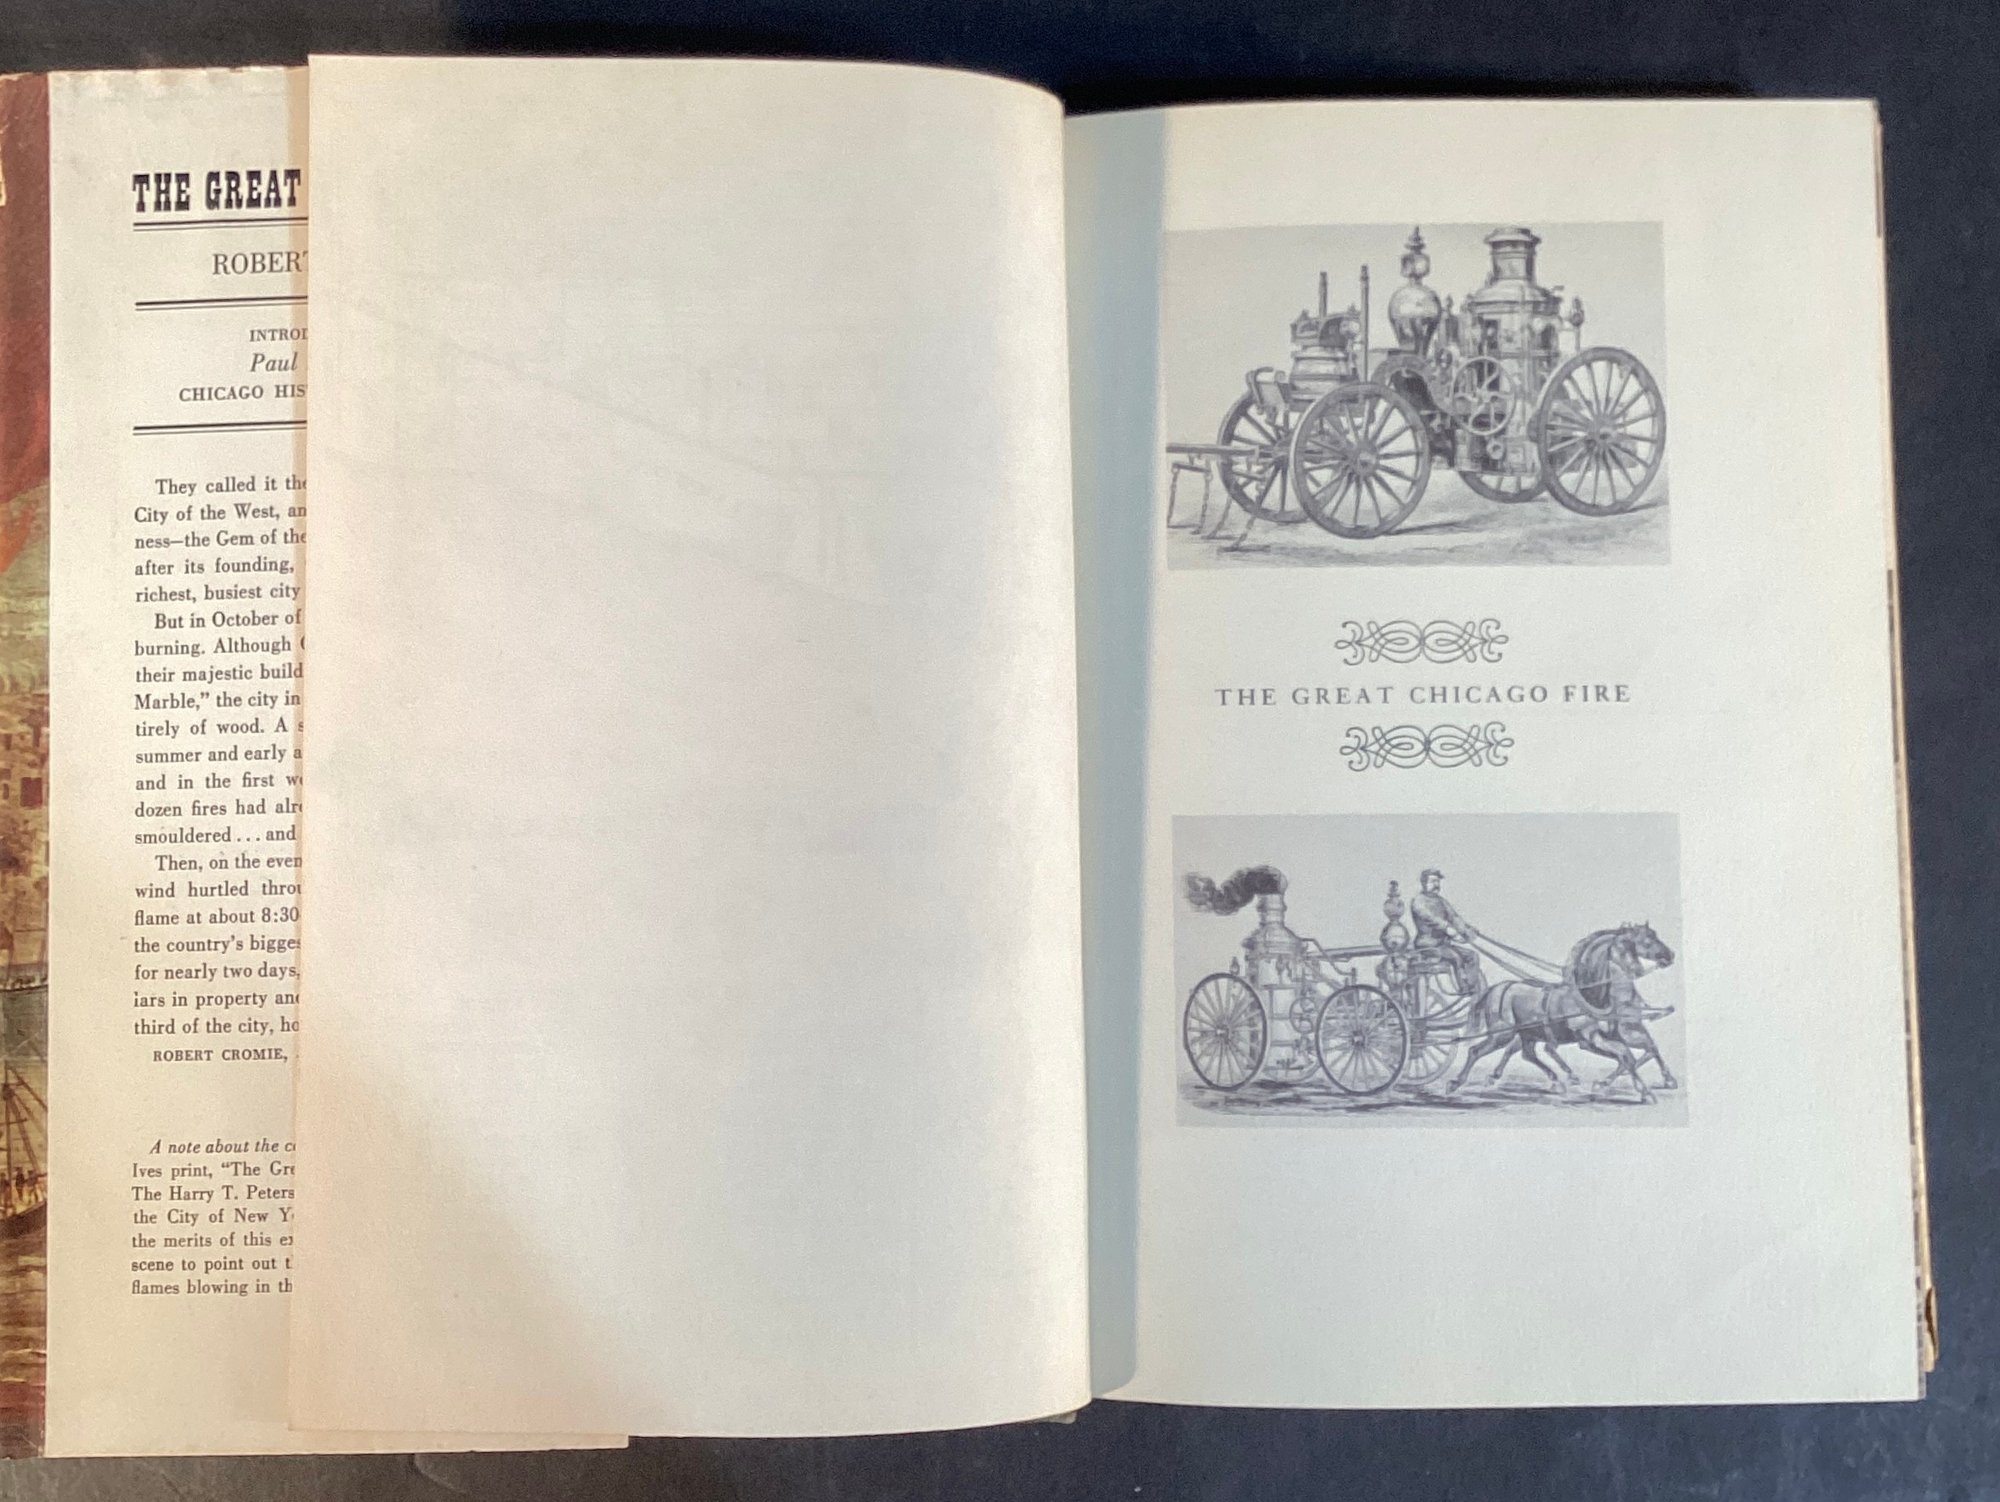 THE GREAT
ROBERT
INTROD
Paul
CHICAGO HIS
They called it the
City of the West, an
ness—the Gem of the
after its founding,
richest, busiest city
But in October of
burning. Although
their majestic build
Marble,” the city in
tirely of wood. A s
summer and early a
and in the first we
dozen fires had alre
smouldered . . . and
Then, on the even
wind hurtled throu
flame at about 8:30
the country’s bigges
for nearly two days,
iars in property and
third of the city, ho
ROBERT CROMIE,
A note about the c
Ives print, “The Gre
The Harry T. Peters
the City of New Y
the merits of this ex
scene to point out t
flames blowing in th
THE GREAT CHICAGO FIRE